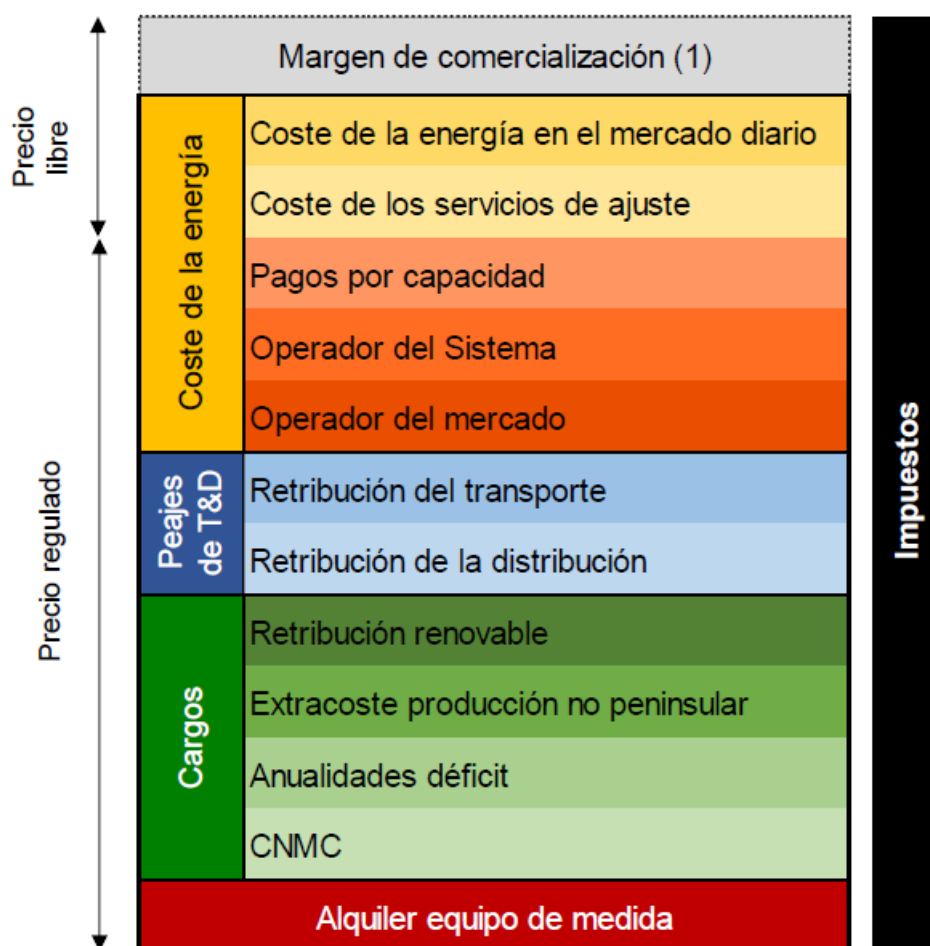 Margen de comercialización (1)
Precio
libre
Coste de la energía
Coste de la energía en el mercado diario
Coste de los servicios de ajuste
Pagos por capacidad
Operador del Sistema
Operador del mercado
Precio regulado
Peajes
de T&D
Retribución del transporte
Retribución de la distribución
Cargos
Retribución renovable
Extracoste producción no peninsular
Anualidades déficit
CNMC
Alquiler equipo de medida
Impuestos